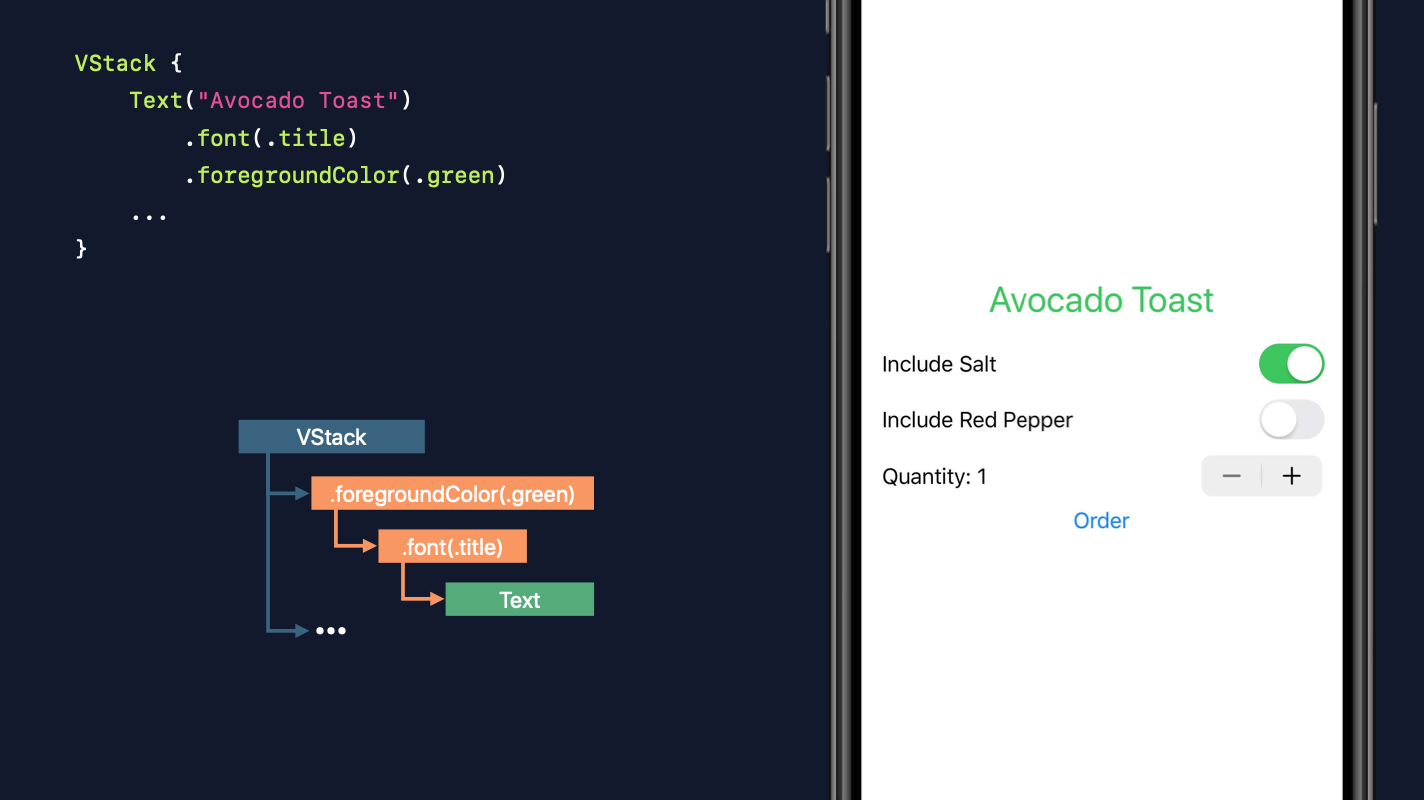 VStack {
    Text("Avocado Toast")
        .font(.title)
        .foregroundColor(.green)
    ...
}
VStack
.foregroundColor(.green)
.font(.title)
Text
•••
Avocado Toast
Include Salt
Include Red Pepper
Quantity: 1
− +
Order